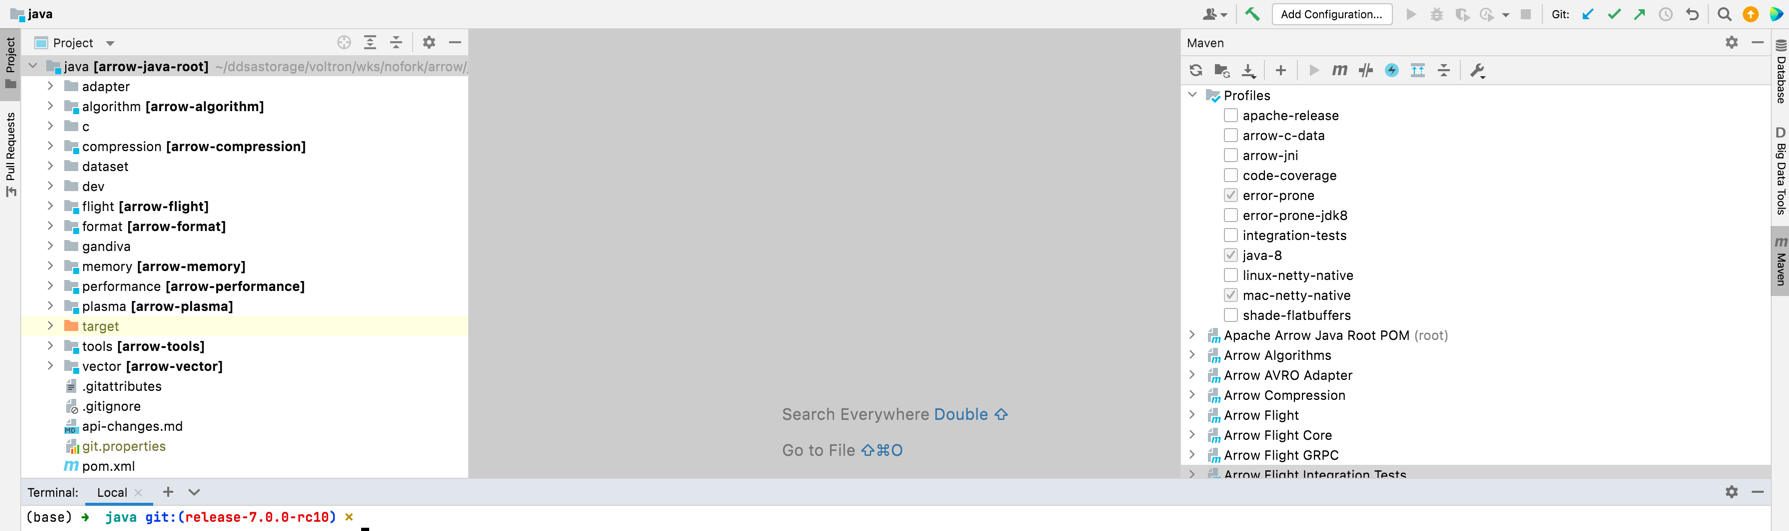 java
Add Configuration...
Git:
Project
Pull Requests
Project
java [arrow-java-root] ~/ddsastorage/voltron/wks/nofork/arrow/
adapter
algorithm [arrow-algorithm]
c
compression [arrow-compression]
dataset
dev
flight [arrow-flight]
format [arrow-format]
gandiva
memory [arrow-memory]
performance [arrow-performance]
plasma [arrow-plasma]
target
tools [arrow-tools]
vector [arrow-vector]
.gitattributes
.gitignore
api-changes.md
git.properties
pom.xml
Search Everywhere Double ⇧
Go to File ⇧⌘O
Maven
Profiles
apache-release
arrow-c-data
arrow-jni
code-coverage
error-prone
error-prone-jdk8
integration-tests
java-8
linux-netty-native
mac-netty-native
shade-flatbuffers
Apache Arrow Java Root POM (root)
Arrow Algorithms
Arrow AVRO Adapter
Arrow Compression
Arrow Flight
Arrow Flight Core
Arrow Flight GRPC
Arrow Flight Integration Tests
Database
D Big Data Tools
m Maven
Terminal: Local × + 
(base) → java git:(release-7.0.0-rc10) ×